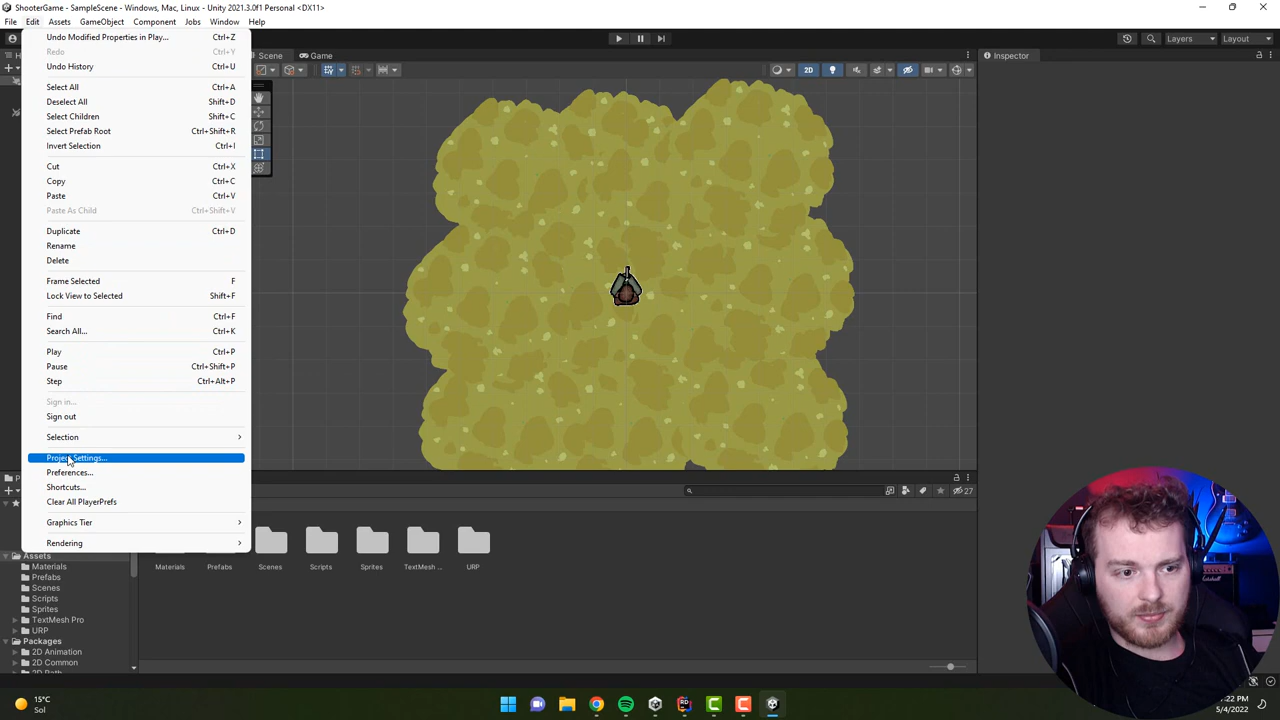 ShooterGame - SampleScene - Windows, Mac, Linux - Unity 2021.3.0f1 Personal <DX11>
File Edit Assets GameObject Component Jobs Window Help
Undo Modified Properties in Play... Ctrl+Z
Redo Ctrl+Y
Undo History Ctrl+U
Select All Ctrl+A
Deselect All Shift+D
Select Children Shift+C
Select Prefab Root Ctrl+Shift+R
Invert Selection Ctrl+I
Cut Ctrl+X
Copy Ctrl+C
Paste Ctrl+V
Paste As Child Ctrl+Shift+V
Duplicate Ctrl+D
Rename
Delete
Frame Selected F
Lock View to Selected Shift+F
Find Ctrl+F
Search All... Ctrl+K
Play Ctrl+P
Pause Ctrl+Shift+P
Step Ctrl+Alt+P
Sign in...
Sign out
Selection
Project Settings...
Preferences...
Shortcuts...
Clear All PlayerPrefs
Graphics Tier
Rendering
Scene Game
2D
Layers Layout
Inspector
27
Assets
Materials
Prefabs
Scenes
Scripts
Sprites
TextMesh Pro
URP
Packages
2D Animation
2D Common
Materials Prefabs Scenes Scripts Sprites TextMesh ... URP
15°C
Sol
:22 PM
5/4/2022